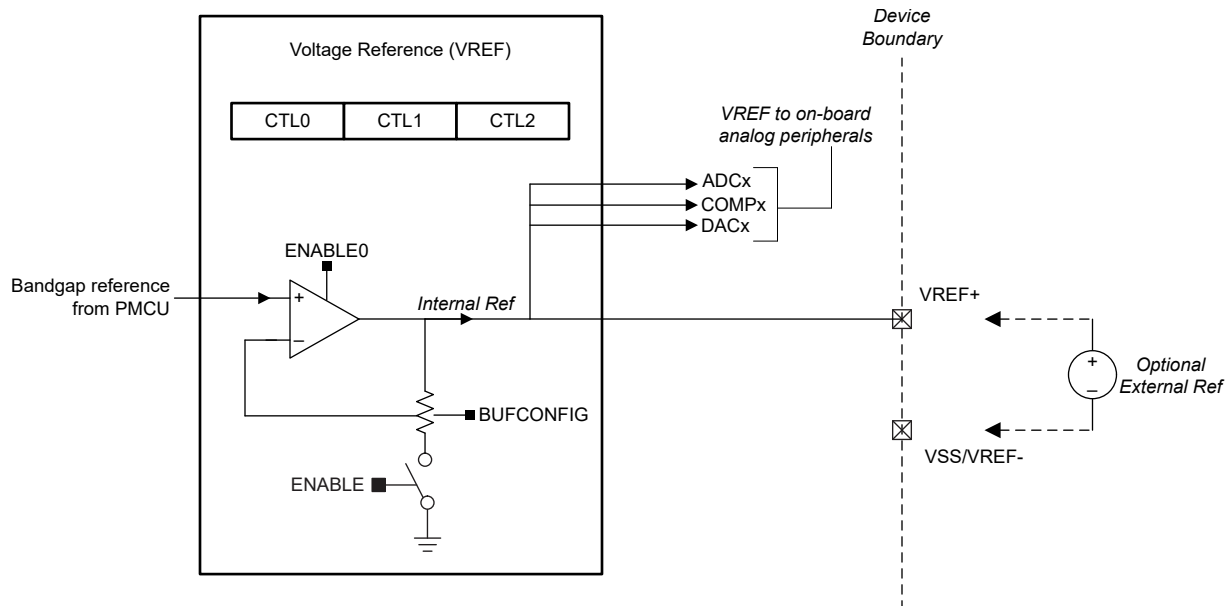 Device
Boundary
Voltage Reference (VREF)
CTL0 CTL1 CTL2
VREF to on-board
analog peripherals
ADCx
COMPx
DACx
ENABLE0
Bandgap reference
from PMCU
+
–
Internal Ref
VREF+
+
–
Optional
External Ref
BUFCONFIG
VSS/VREF-
ENABLE